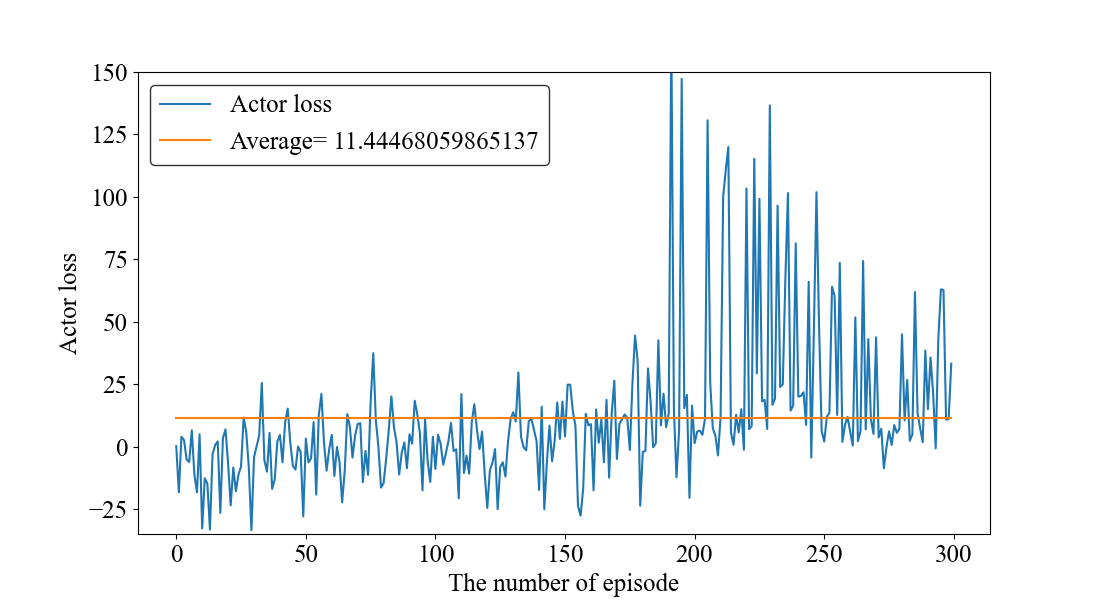 Actor loss
Average= 11.44468059865137
150
125
100
75
50
25
0
−25
Actor loss
0 50 100 150 200 250 300
The number of episode